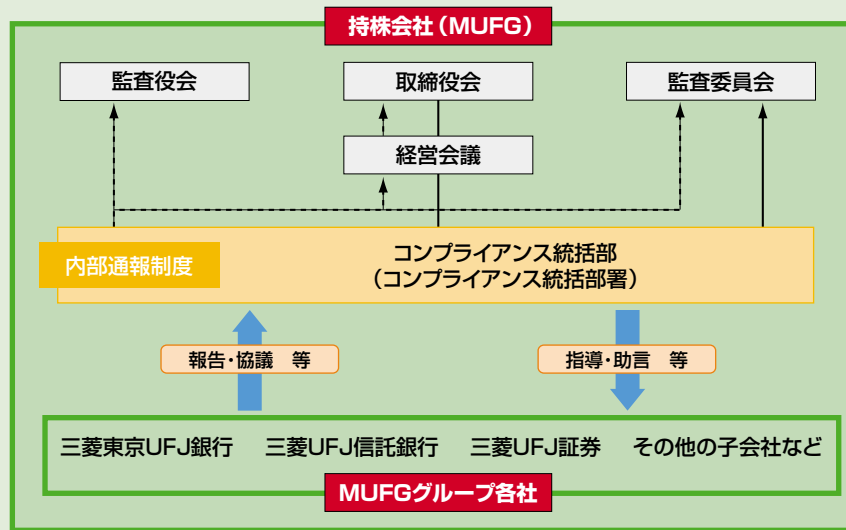 持株会社（MUFG）
監査役会
取締役会
監査委員会
経営会議
内部通報制度
コンプライアンス統括部
（コンプライアンス統括部署）
報告・協議　等
指導・助言　等
三菱東京UFJ銀行
三菱UFJ信託銀行
三菱UFJ証券
その他の子会社など
MUFGグループ各社